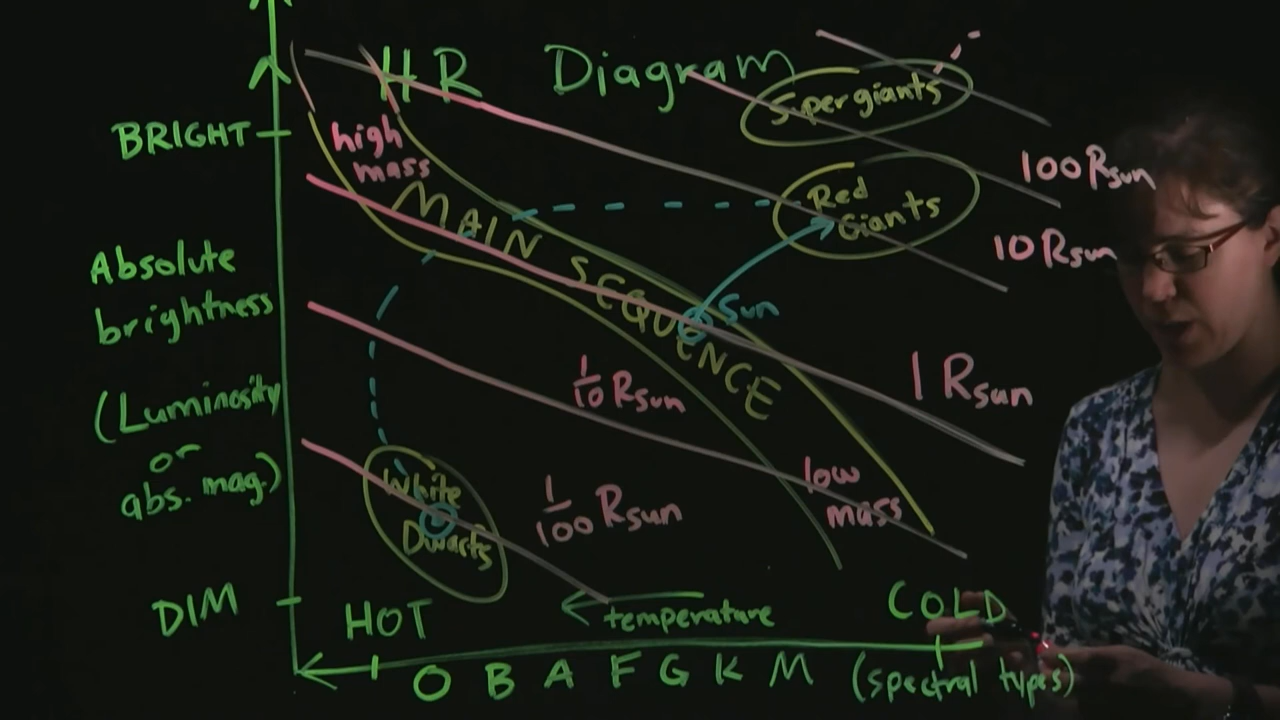 HR Diagram
Supergiants
BRIGHT
high
mass
100 Rsun
Red
Giants
MAIN SEQUENCE
10 Rsun
Absolute
brightness
(Luminosity
or
abs. mag.)
Sun
1 Rsun
1/10 Rsun
low
mass
White
Dwarfs
1/100 Rsun
DIM
HOT
temperature
COLD
O B A F G K M (spectral types)